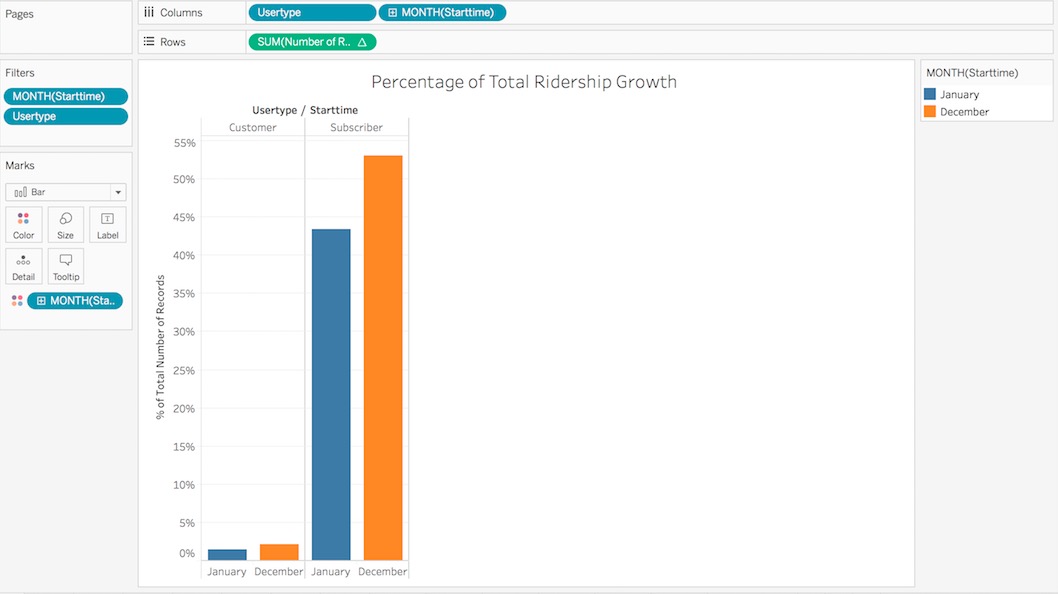 Pages
Columns
Usertype
MONTH(Starttime)
Rows
SUM(Number of R..
Filters
MONTH(Starttime)
Usertype
Marks
Bar
Color Size Label
Detail Tooltip
MONTH(Sta..
Percentage of Total Ridership Growth
Usertype / Starttime
Customer Subscriber
% of Total Number of Records
55%
50%
45%
40%
35%
30%
25%
20%
15%
10%
5%
0%
January December January December
MONTH(Starttime)
January
December